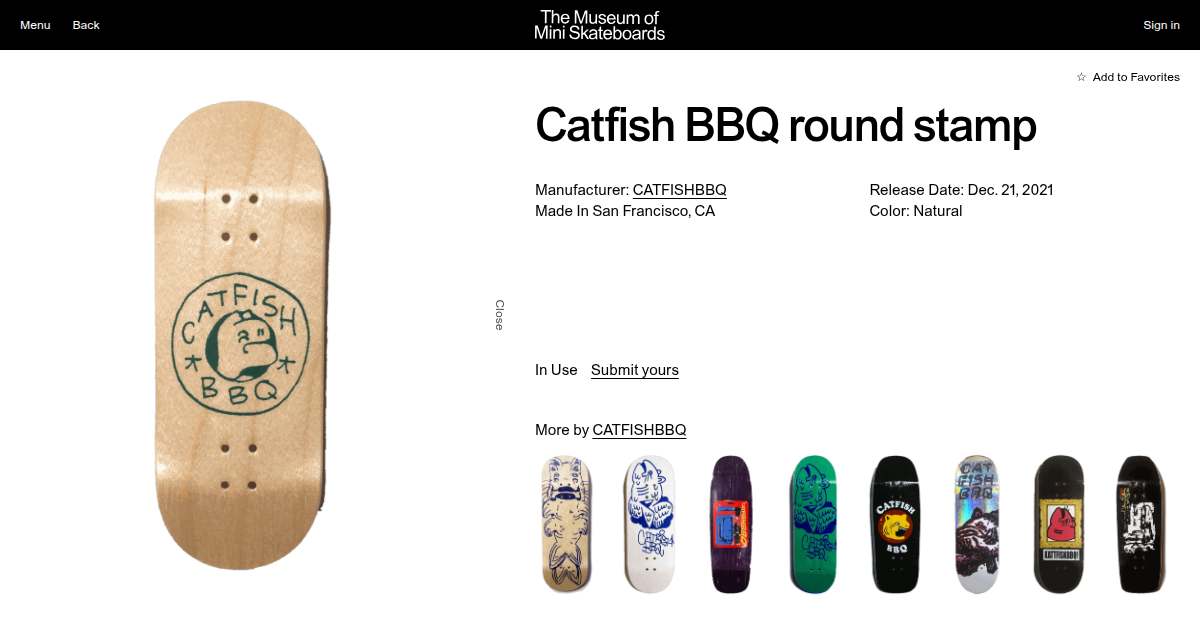 Menu
Back
The Museum of
Mini Skateboards
Sign in
☆ Add to Favorites
Catfish BBQ round stamp
Manufacturer: CATFISHBBQ
Made In San Francisco, CA
Release Date: Dec. 21, 2021
Color: Natural
CATFISH
BBQ
Close
In Use Submit yours
More by CATFISHBBQ
CATFISH
BBQ
CAT
FISH
BBQ